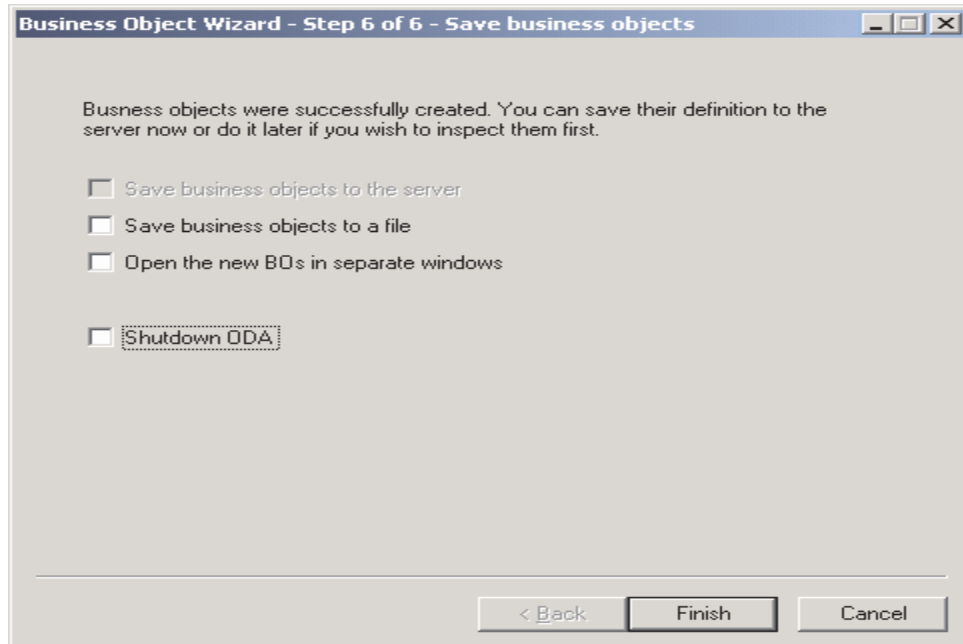 Business Object Wizard - Step 6 of 6 - Save business objects
Busness objects were successfully created. You can save their definition to the
server now or do it later if you wish to inspect them first.
Save business objects to the server
Save business objects to a file
Open the new BOs in separate windows
Shutdown ODA
< Back
Finish
Cancel